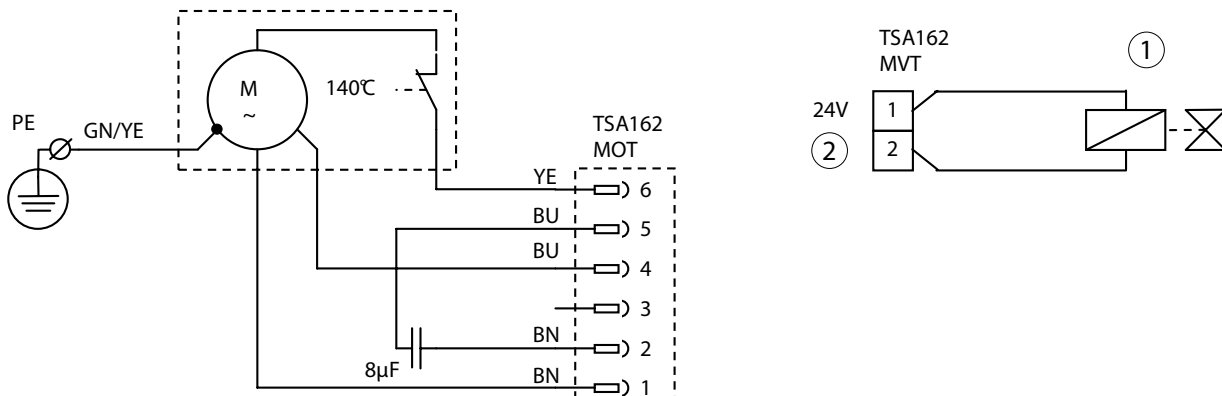 M
~
140℃
PE
GN/YE
TSA162
MOT
YE
6
BU
5
BU
4
3
BN
2
8µF
BN
1
TSA162
MVT
1
24V
1
2
2